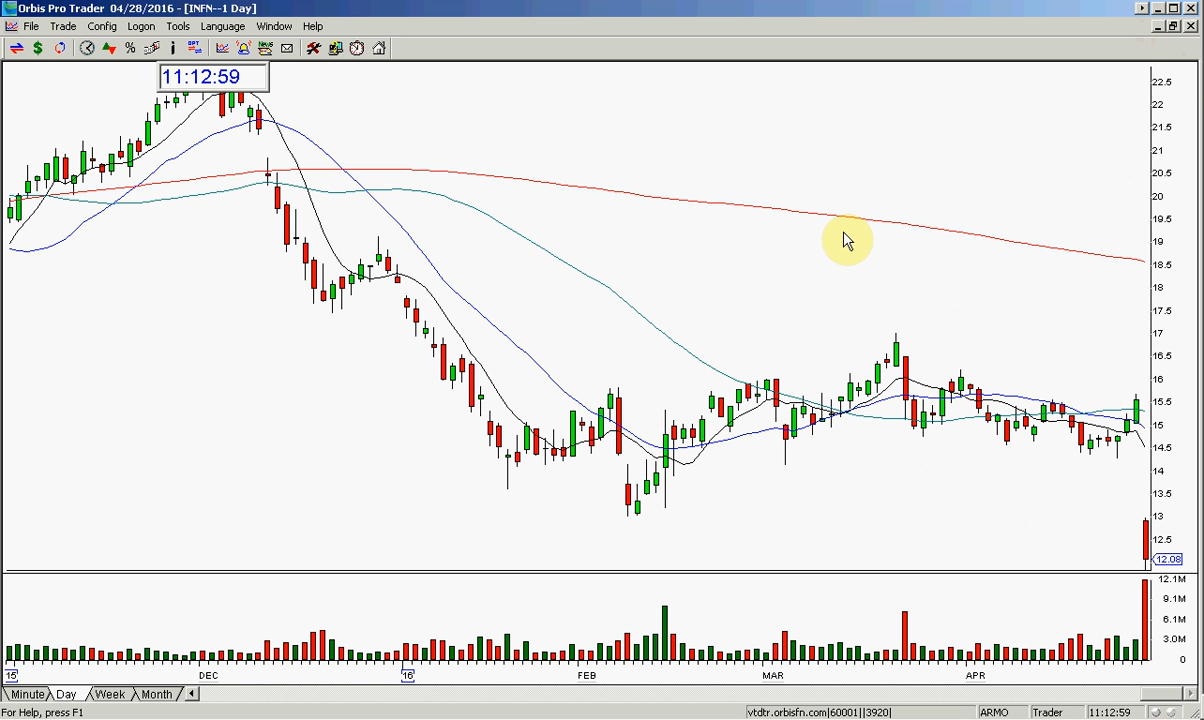 Orbis Pro Trader 04/28/2016 - [INFN--1 Day]
File Trade Config Logon Tools Language Window Help
11:12:59
22.5
22
21.5
21
20.5
20
19.5
19
18.5
18
17.5
17
16.5
16
15.5
15
14.5
14
13.5
13
12.5
12.08
12.1M
9.1M
6.1M
3.0M
0
15' DEC 16' FEB MAR APR
Minute Day Week Month
For Help, press F1 vtdtr.orbisfn.com|60001||3920| ARMO Trader 11:12:59